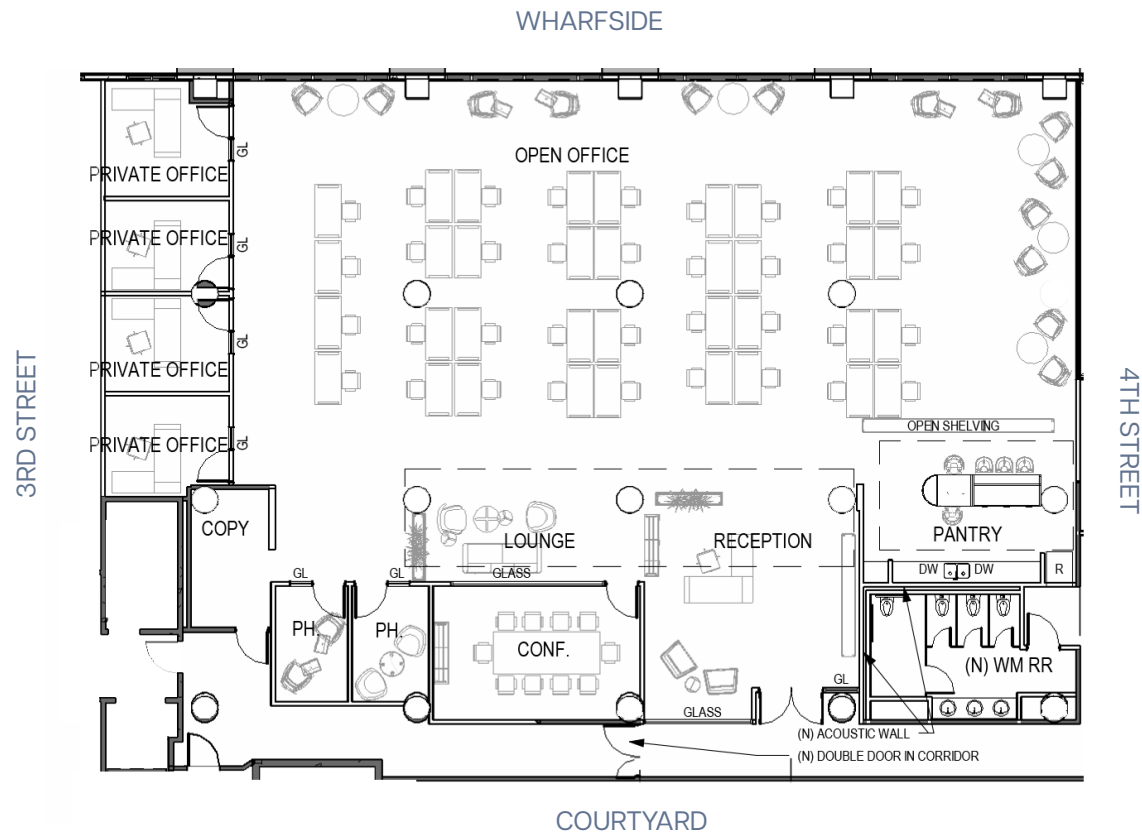 WHARFSIDE
OPEN OFFICE
GL
PRIVATE OFFICE
PRIVATE OFFICE
GL
GL
PRIVATE OFFICE
3RD STREET
4TH STREET
OPEN SHELVING
PRIVATE OFFICE
GL
COPY
LOUNGE
RECEPTION
PANTRY
GL
GL
GLASS
DW
DW
R
PH.
PH.
CONF.
(N) WM RR
GL
GLASS
(N) ACOUSTIC WALL
(N) DOUBLE DOOR IN CORRIDOR
COURTYARD